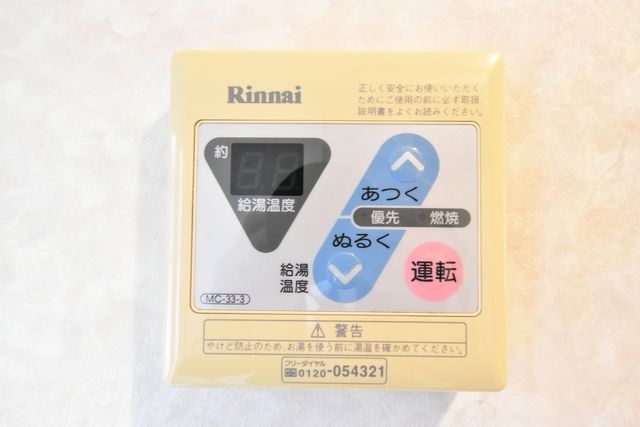 Rinnai
正しく安全にお使いいただく
ためにご使用の前に必ず取扱
説明書をよくお読みください。
約
給湯温度
あつく
優先 燃焼
ぬるく
給湯
温度
運転
MC-33-3
警告
やけど防止のため、お湯を使う前に湯温を確かめてください。
フリーダイヤル
0120-054321